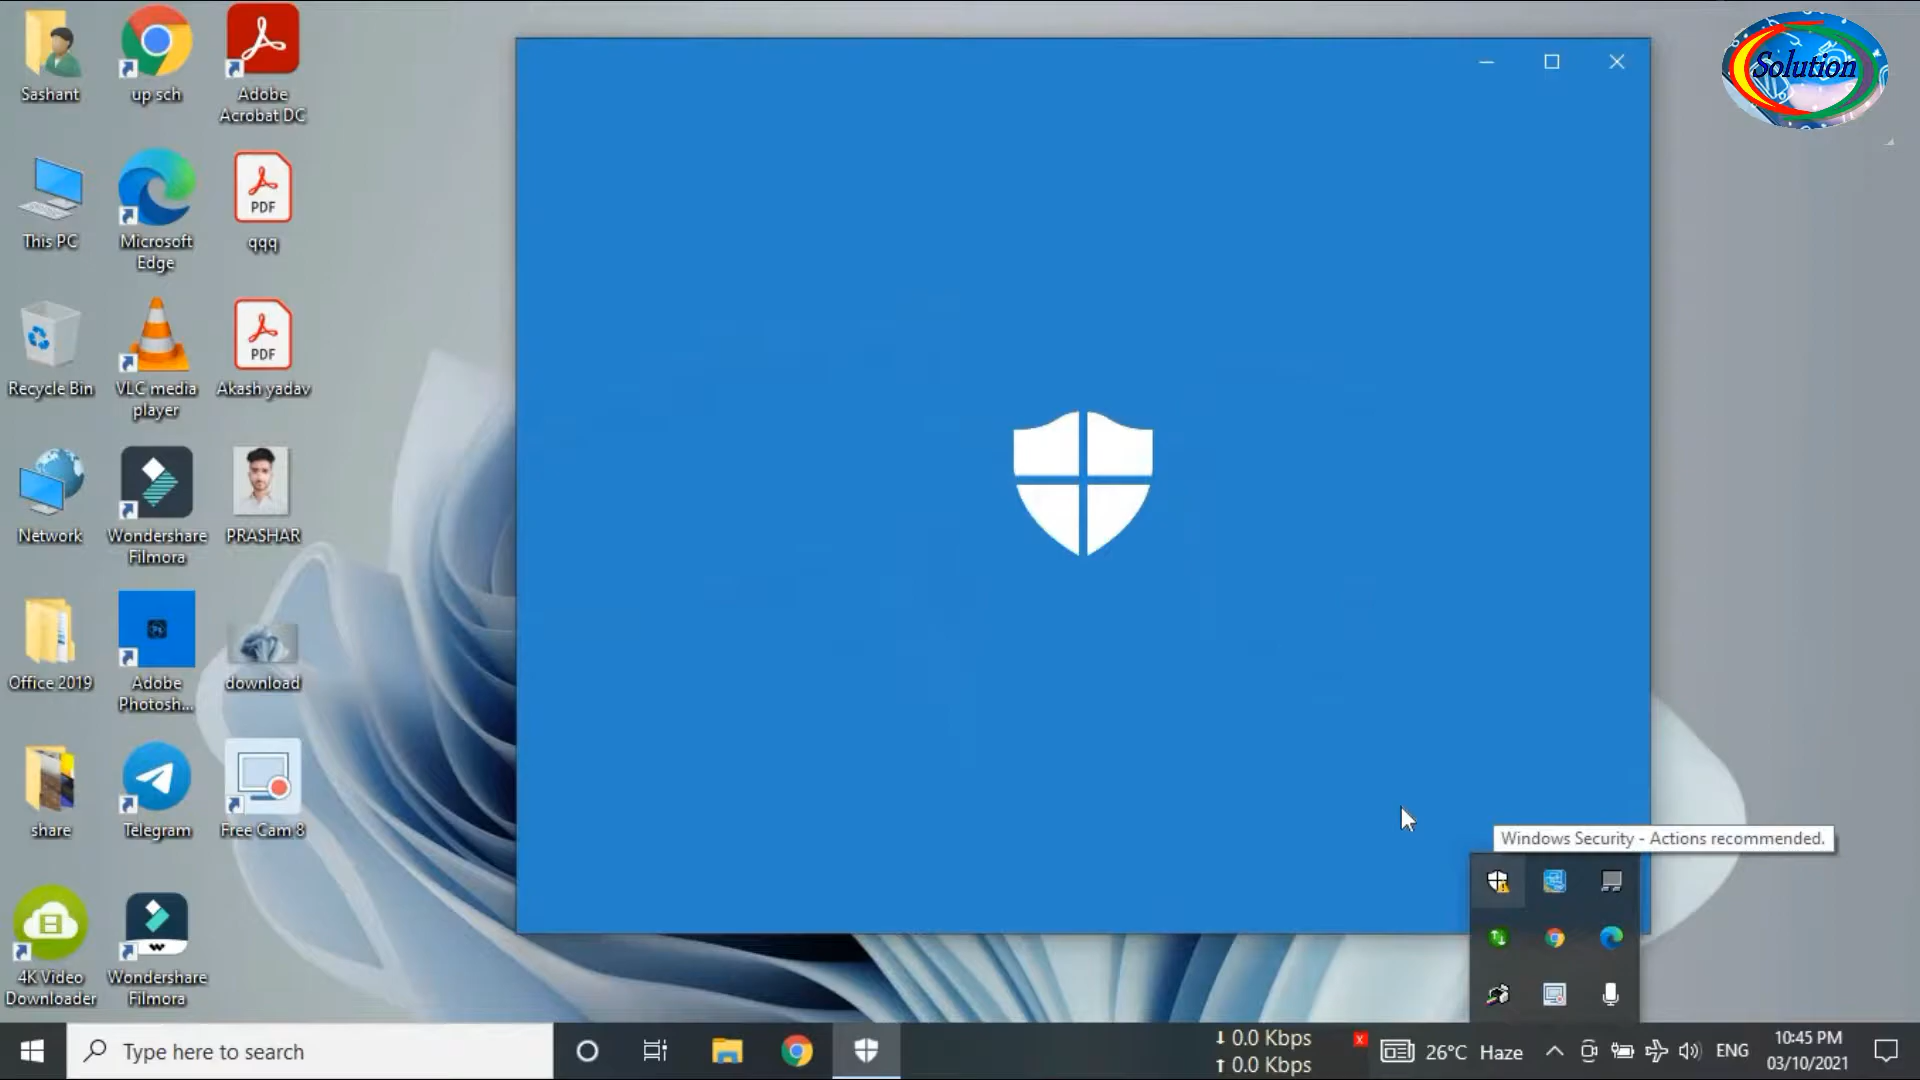 Sashant
up sch
Adobe
Acrobat DC
Solution
This PC
Microsoft
Edge
PDF
qqq
Recycle Bin
VLC media
player
PDF
Akash yadav
Network
Wondershare
Filmora
PRASHAR
Office 2019
Adobe
Photosh...
download
share
Telegram
Free Cam 8
Windows Security - Actions recommended.
4K Video
Downloader
Wondershare
Filmora
Type here to search
↓ 0.0 Kbps
↑ 0.0 Kbps
x
26°C Haze
ENG
10:45 PM
03/10/2021